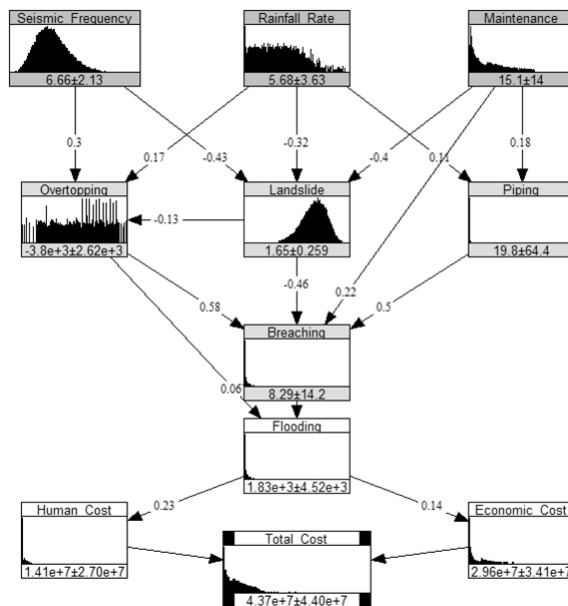 Seismic Frequency
Rainfall Rate
Maintenance
6.66±2.13
5.68±3.63
15.1±14
0.3
0.17
-0.43
-0.32
-0.4
0.11
0.18
Overtopping
Landslide
Piping
-0.13
-3.8e+3±2.62e+3
1.65±0.259
19.8±64.4
0.58
-0.46
0.22
0.5
Breaching
0.06
8.29±14.2
Flooding
1.83e+3±4.52e+3
0.23
0.14
Human Cost
Total Cost
Economic Cost
1.41e+7±2.70e+7
4.37e+7±4.40e+7
2.96e+7±3.41e+7